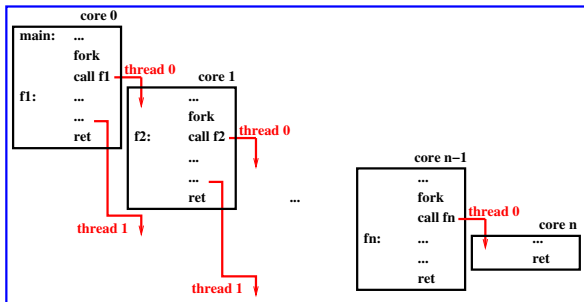 core 0
main: ...
fork
call f1
thread 0
f1: ...
...
ret
thread 1
core 1
...
fork
f2: call f2
thread 0
...
...
ret
thread 1
...
core n-1
...
fork
call fn
thread 0
fn: ...
...
ret
core n
...
ret